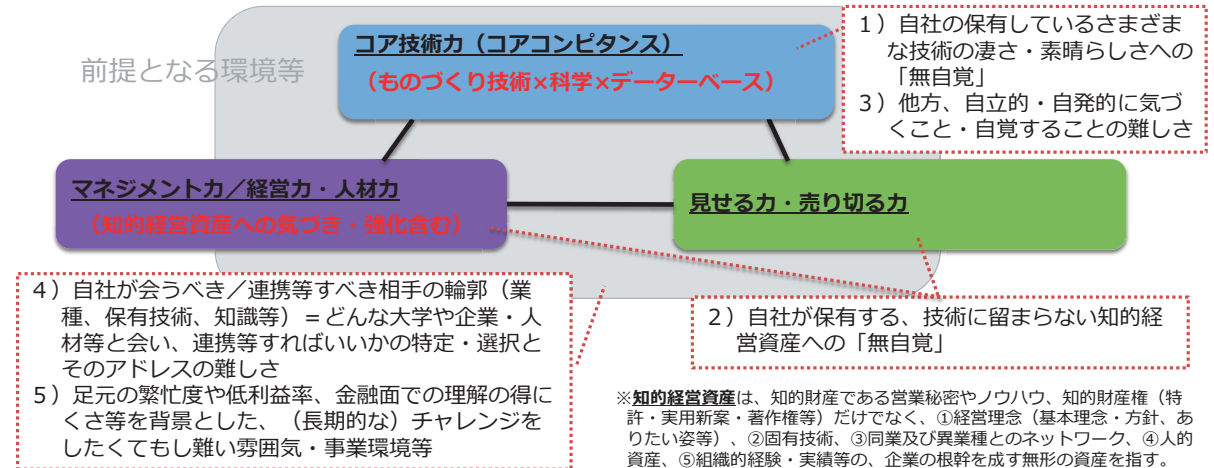 前提となる環境等
コア技術力（コアコンピタンス）
（ものづくり技術×科学×データーベース）
１）自社の保有しているさまざま
な技術の凄さ・素晴らしさへの
「無自覚」
３）他方、自立的・自発的に気づ
くこと・自覚することの難しさ
マネジメント力／経営力・人材力
（知的経営資産への気づき・強化含む）
見せる力・売り切る力
４）自社が会うべき／連携等すべき相手の輪郭（業
種、保有技術、知識等）＝どんな大学や企業・人
材等と会い、連携等すればいいかの特定・選択と
そのアドレスの難しさ
５）足元の繁忙度や低利益率、金融面での理解の得に
くさ等を背景とした、（長期的な）チャレンジを
したくてもし難い雰囲気・事業環境等
２）自社が保有する、技術に留まらない知的経
営資産への「無自覚」
※知的経営資産は、知的財産である営業秘密やノウハウ、知的財産権（特
許・実用新案・著作権等）だけでなく、①経営理念（基本理念・方針、あ
りたい姿等）、②固有技術、③同業及び異業種とのネットワーク、④人的
資産、⑤組織的経験・実績等の、企業の根幹を成す無形の資産を指す。